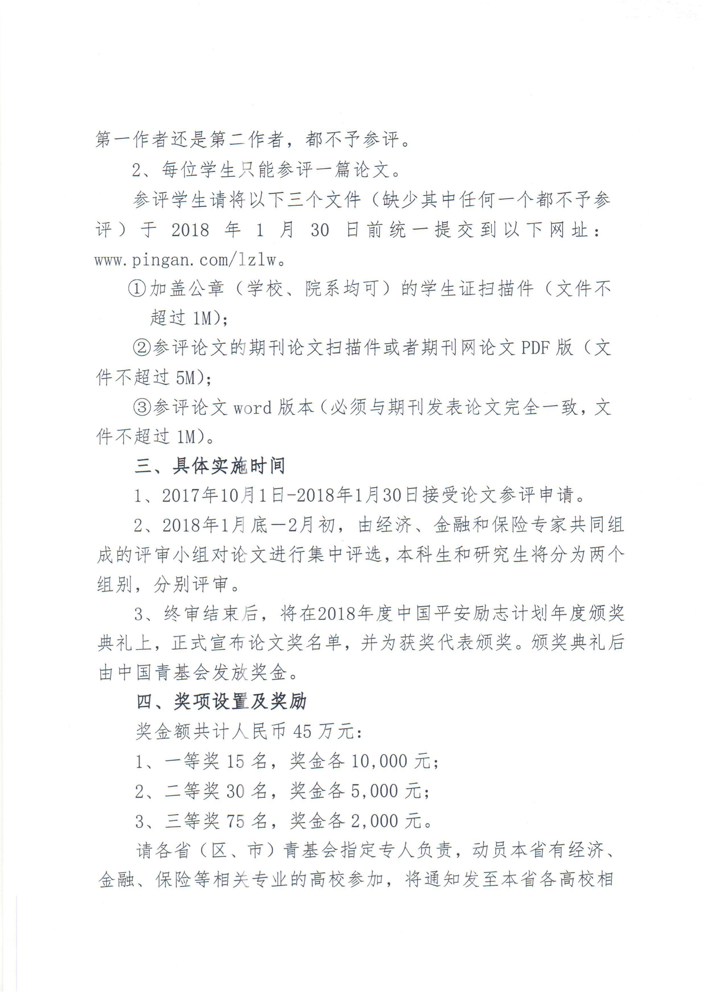 第一作者还是第二作者，都不予参评。
2、每位学生只能参评一篇论文。
参评学生请将以下三个文件（缺少其中任何一个都不予参
评）于 2018 年 1 月 30 日前统一提交到以下网址：
www.pingan.com/lzlw。
①加盖公章（学校、院系均可）的学生证扫描件（文件不
超过 1M）；
②参评论文的期刊论文扫描件或者期刊网论文 PDF 版（文
件不超过 5M）；
③参评论文 word 版本（必须与期刊发表论文完全一致，文
件不超过 1M）。
三、具体实施时间
1、2017年10月1日-2018年1月30日接受论文参评申请。
2、2018年1月底－2月初，由经济、金融和保险专家共同组
成的评审小组对论文进行集中评选，本科生和研究生将分为两个
组别，分别评审。
3、终审结束后，将在2018年度中国平安励志计划年度颁奖
典礼上，正式宣布论文奖名单，并为获奖代表颁奖。颁奖典礼后
由中国青基会发放奖金。
四、奖项设置及奖励
奖金额共计人民币 45 万元：
1、一等奖 15 名，奖金各 10,000 元；
2、二等奖 30 名，奖金各 5,000 元；
3、三等奖 75 名，奖金各 2,000 元。
请各省（区、市）青基会指定专人负责，动员本省有经济、
金融、保险等相关专业的高校参加，将通知发至本省各高校相